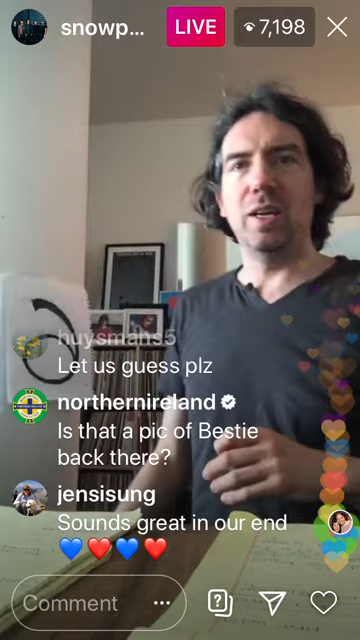 snowp...
LIVE
7,198
huysmans5
Let us guess plz
northernireland
Is that a pic of Bestie
back there?
jensisung
Sounds great in our end
💙❤️💙❤️
Comment